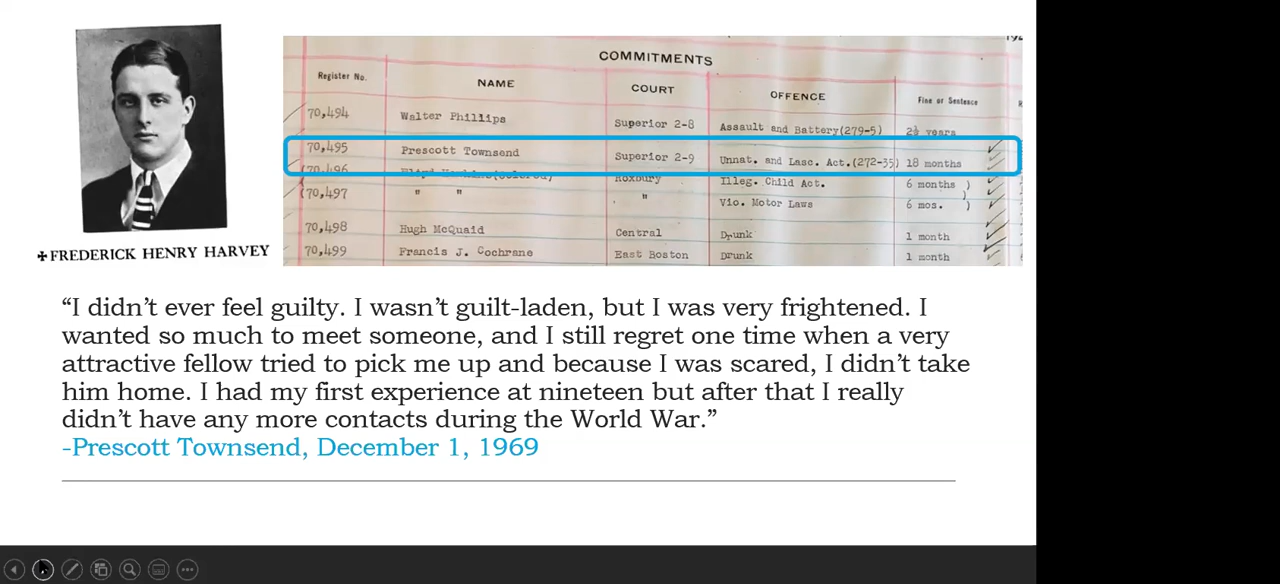 COMMITMENTS
Register No. NAME COURT OFFENCE Fine or Sentence
70,494 Walter Phillips Superior 2-8 Assault and Battery(279-5) 2½ years
70,495 Prescott Townsend Superior 2-9 Unnat. and Lasc. Act.(272-35) 18 months
70,496 Roxbury Illeg. Child Act. 6 months )
70,497 " " " Vio. Motor Laws 6 mos. )
70,498 Hugh McQuaid Central Drunk 1 month
70,499 Francis J. Cochrane East Boston Drunk 1 month
✠FREDERICK HENRY HARVEY
“I didn’t ever feel guilty. I wasn’t guilt-laden, but I was very frightened. I
wanted so much to meet someone, and I still regret one time when a very
attractive fellow tried to pick me up and because I was scared, I didn’t take
him home. I had my first experience at nineteen but after that I really
didn’t have any more contacts during the World War.”
-Prescott Townsend, December 1, 1969